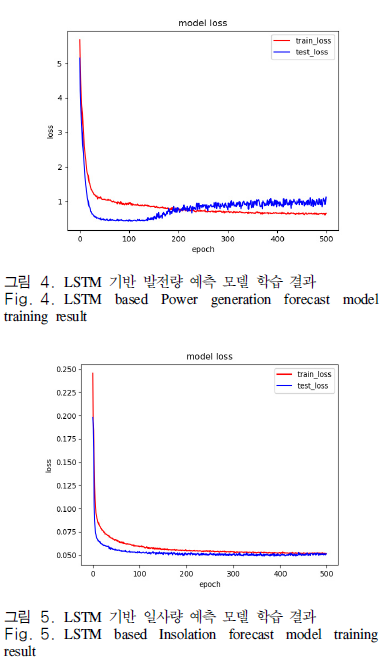 model loss
train_loss
test_loss
5
4
3
2
1
loss
0
100
200
300
400
500
epoch
그림 4. LSTM 기반 발전량 예측 모델 학습 결과
Fig. 4. LSTM based Power generation forecast model
training result
model loss
train_loss
test_loss
0.250
0.225
0.200
0.175
0.150
0.125
0.100
0.075
0.050
loss
0
100
200
300
400
500
epoch
그림 5. LSTM 기반 일사량 예측 모델 학습 결과
Fig. 5. LSTM based Insolation forecast model training
result